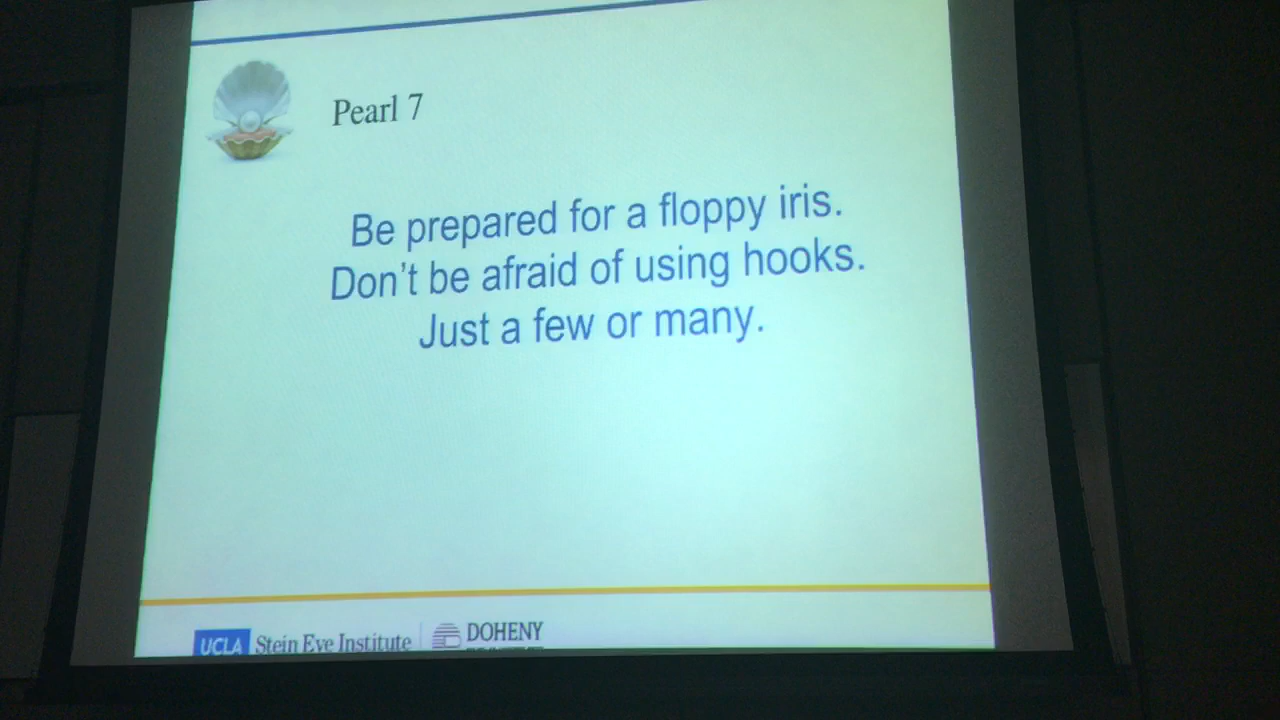 Pearl 7
Be prepared for a floppy iris.
Don't be afraid of using hooks.
Just a few or many.
UCLA Stein Eye Institute DOHENY